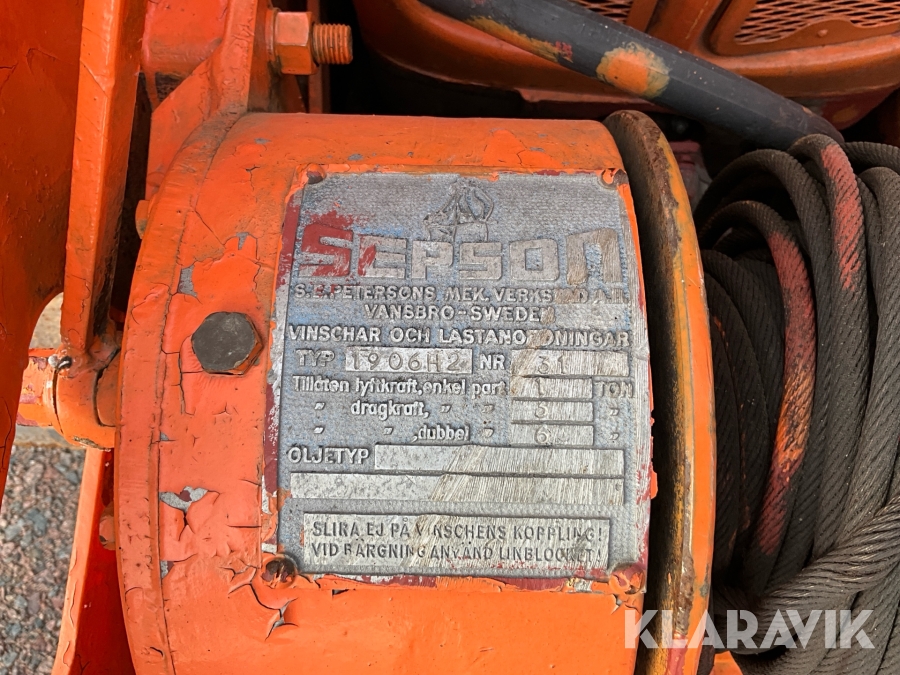 SEPSON
S.E. PETERSONS MEK. VERKSTAD
VANSBRO-SWEDEN
VINSCHAR OCH LASTANORDNINGAR
TYP 1906H2 NR 31
Tillåten lyftkraft, enkel part 1 TON
" dragkraft, " " 3 "
" " , dubbel " 6 "
OLJETYP
SLIRA EJ PÅ VINSCHENS KOPPLING!
VID BÄRGNING ANVÄND LINBLOCKET!
KLARAVIK